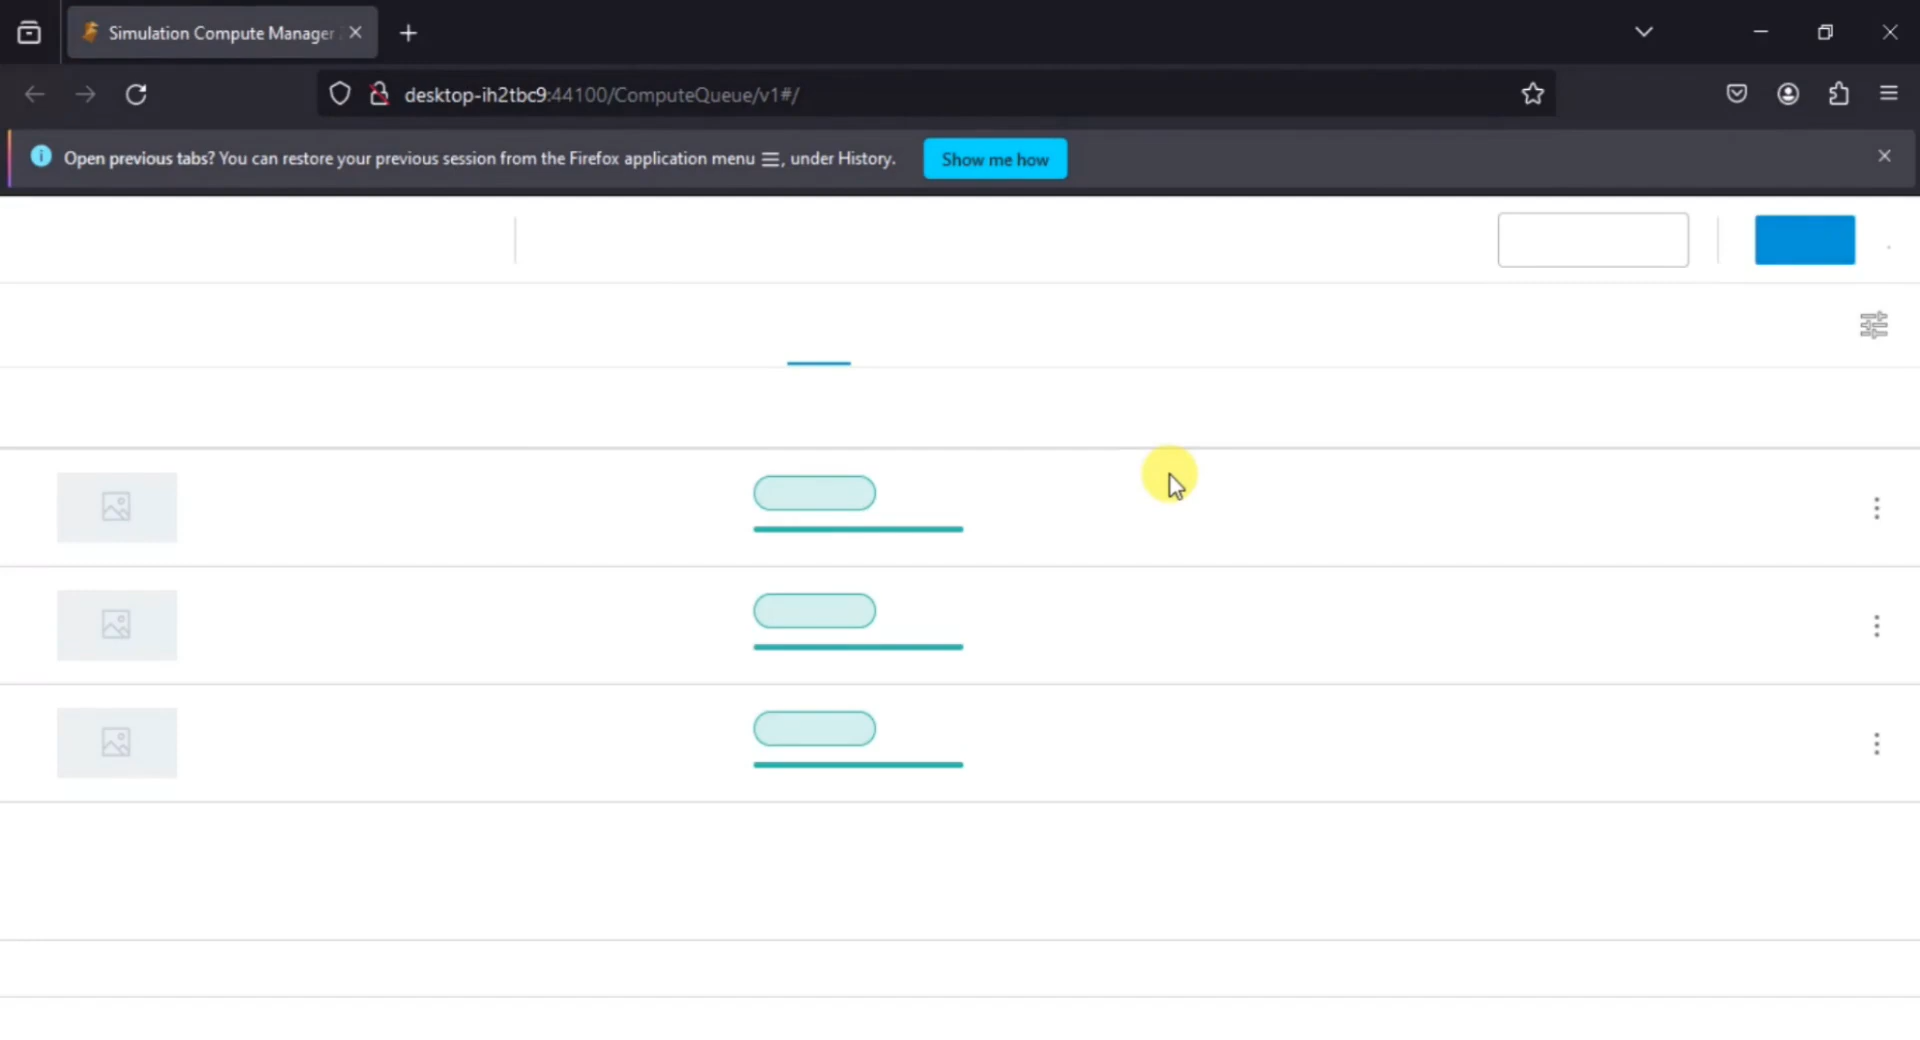 Simulation Compute Manager
desktop-ih2tbc9:44100/ComputeQueue/v1#/
Open previous tabs? You can restore your previous session from the Firefox application menu ☰, under History.
Show me how